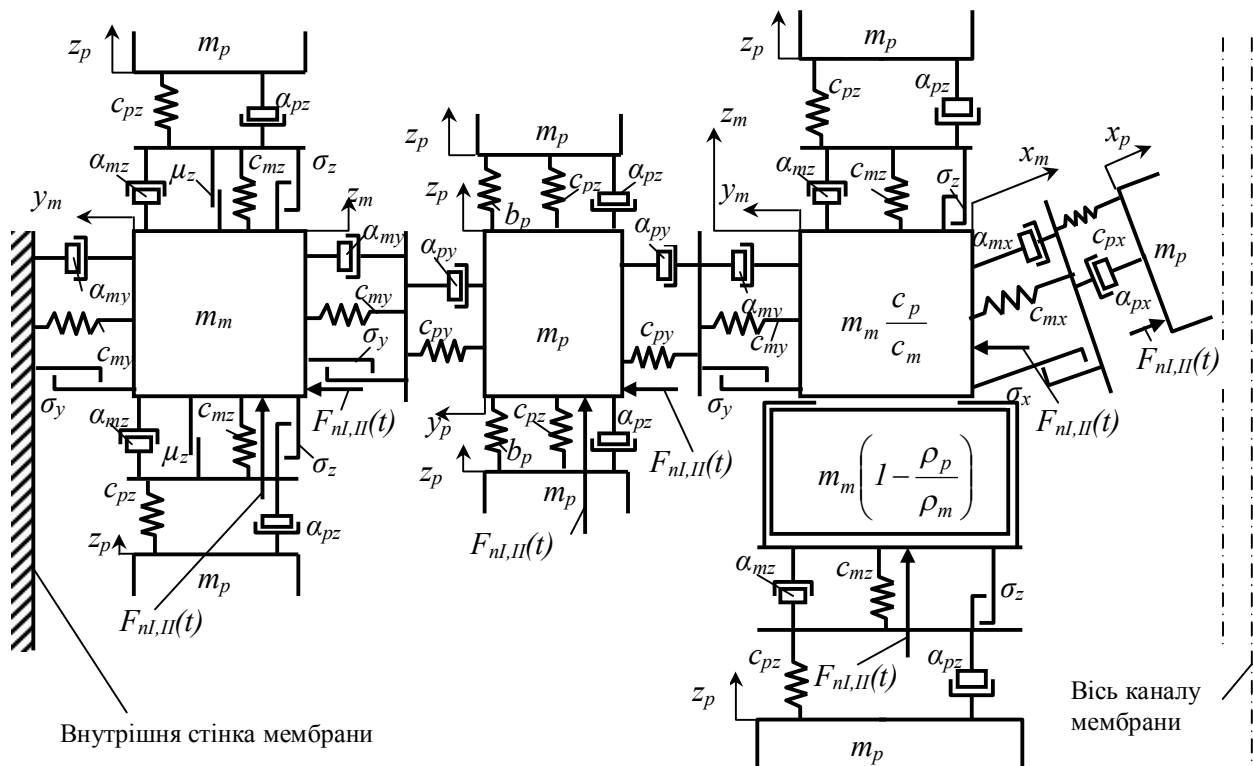 z_p m_p
z_p m_p
c_pz α_pz
z_p m_p
c_pz α_pz
z_m
x_p
α_mz μ_z c_mz σ_z
z_p b_p c_pz α_pz
α_mz c_mz σ_z
x_m
y_m z_m
y_m
α_my α_my
α_py α_py α_my
α_mx c_px m_p
m_m
m_p
m_m c_p / c_m
c_my c_my σ_y
c_py c_py
c_my
c_mx α_px
F_nI,II(t)
σ_y
F_nI,II(t)
y_p
σ_y
σ_x F_nI,II(t)
α_mz μ_z c_mz σ_z
b_p c_pz α_pz
F_nI,II(t)
z_p m_p
m_m(1 − ρ_p / ρ_m)
c_pz α_pz
z_p m_p
F_nI,II(t)
F_nI,II(t)
α_mz c_mz σ_z
c_pz F_nI,II(t) α_pz
z_p
m_p
Внутрішня стінка мембрани
Вісь каналу
мембрани